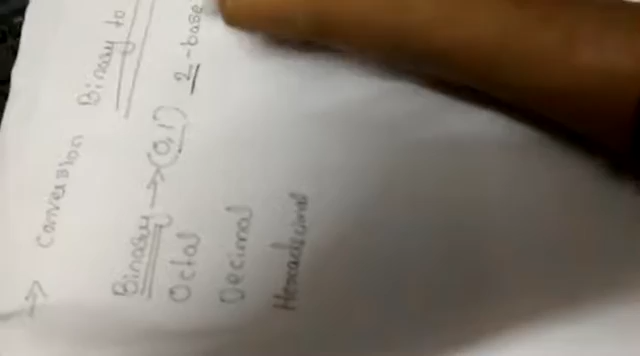 → Conversion Binary to
Binary → (0,1) 2-base
Octal
Decimal
Hexadecimal